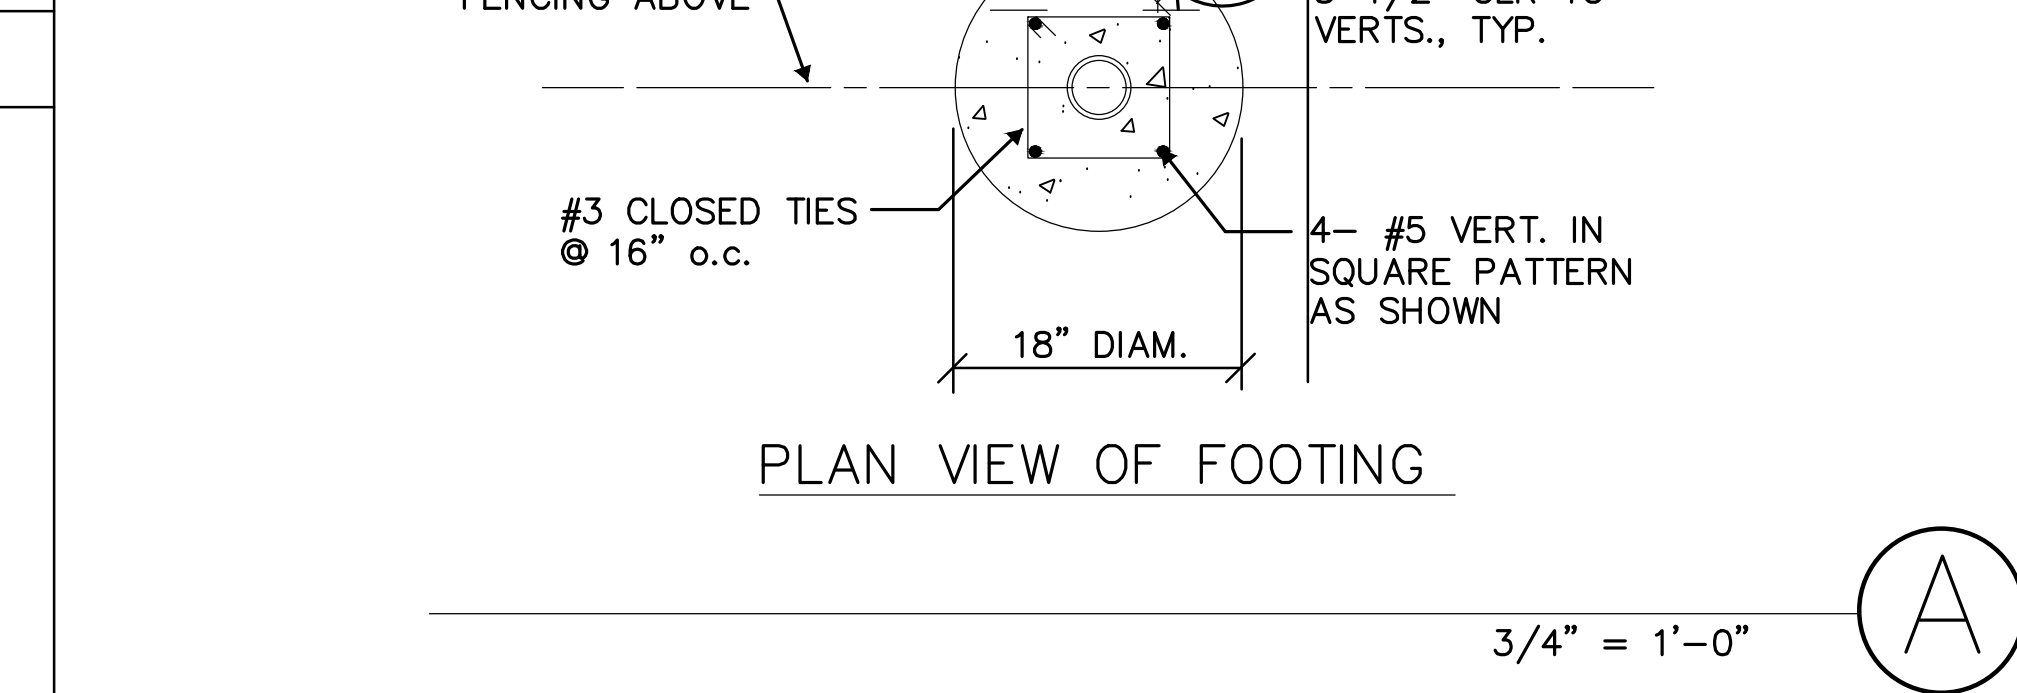 FENCING ABOVE
VERTS., TYP.
#3 CLOSED TIES
@ 16" o.c.
4- #5 VERT. IN
SQUARE PATTERN
AS SHOWN
18" DIAM.
PLAN VIEW OF FOOTING
3/4" = 1'-0"
A